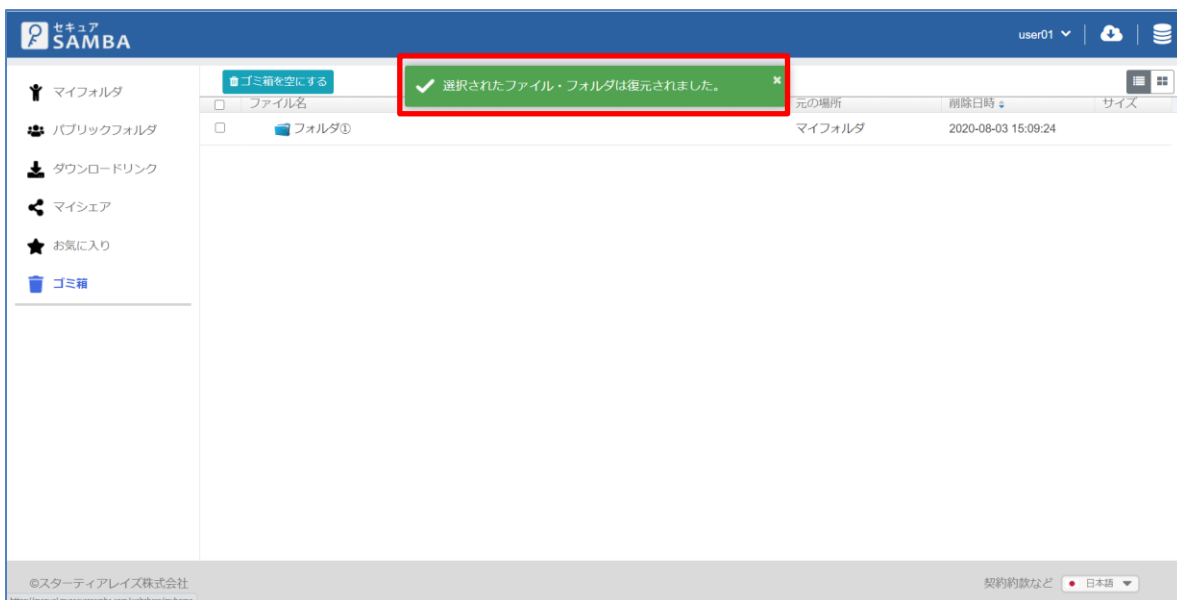 セキュア
SAMBA
user01
マイフォルダ
パブリックフォルダ
ダウンロードリンク
マイシェア
お気に入り
ゴミ箱
ゴミ箱を空にする
選択されたファイル・フォルダは復元されました。
ファイル名 元の場所 削除日時 サイズ
フォルダ① マイフォルダ 2020-08-03 15:09:24
©スターティアレイズ株式会社
契約約款など 日本語